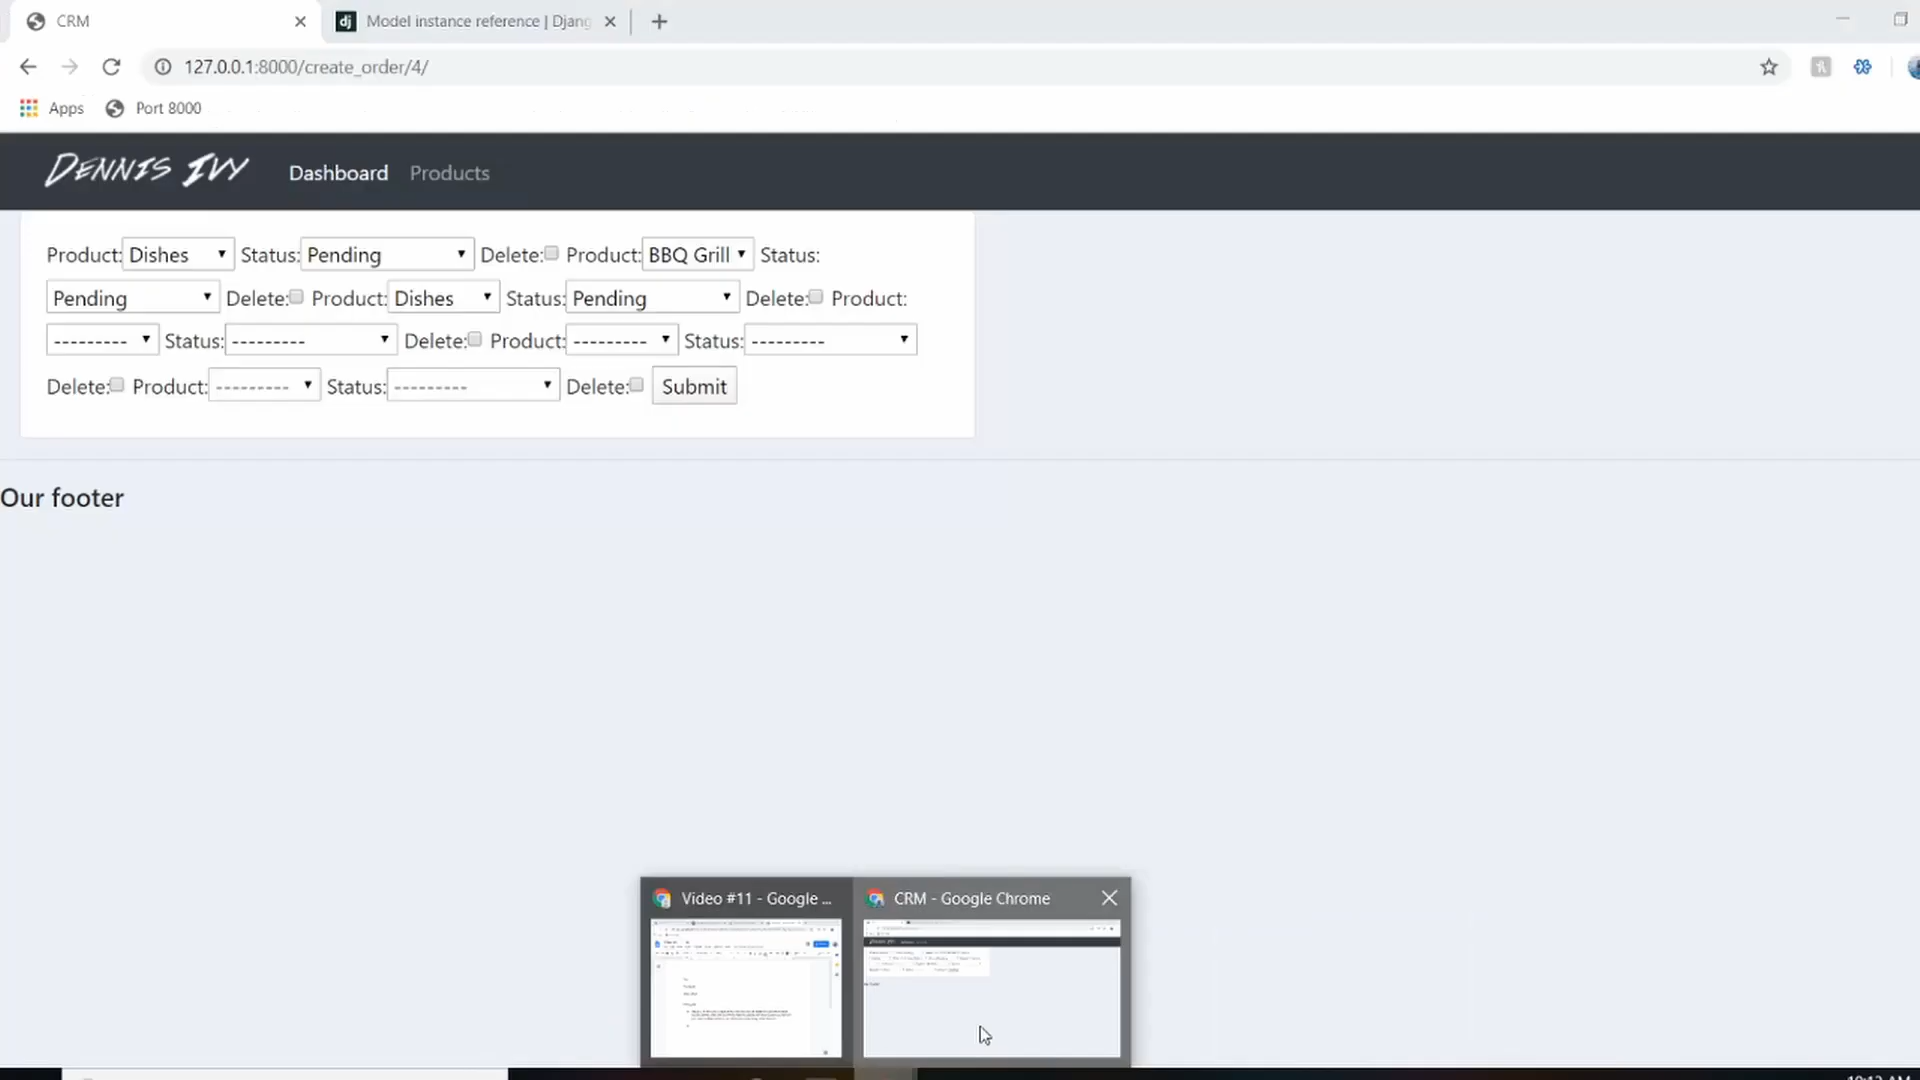 CRM
Model instance reference | Djang
127.0.0.1:8000/create_order/4/
Apps Port 8000
DENNIS IVY Dashboard Products
Product: Dishes Status: Pending Delete: Product: BBQ Grill Status:
Pending Delete: Product: Dishes Status: Pending Delete: Product:
--------- Status: --------- Delete: Product: --------- Status: ---------
Delete: Product: --------- Status: --------- Delete: Submit
Our footer
Video #11 - Google ...
CRM - Google Chrome